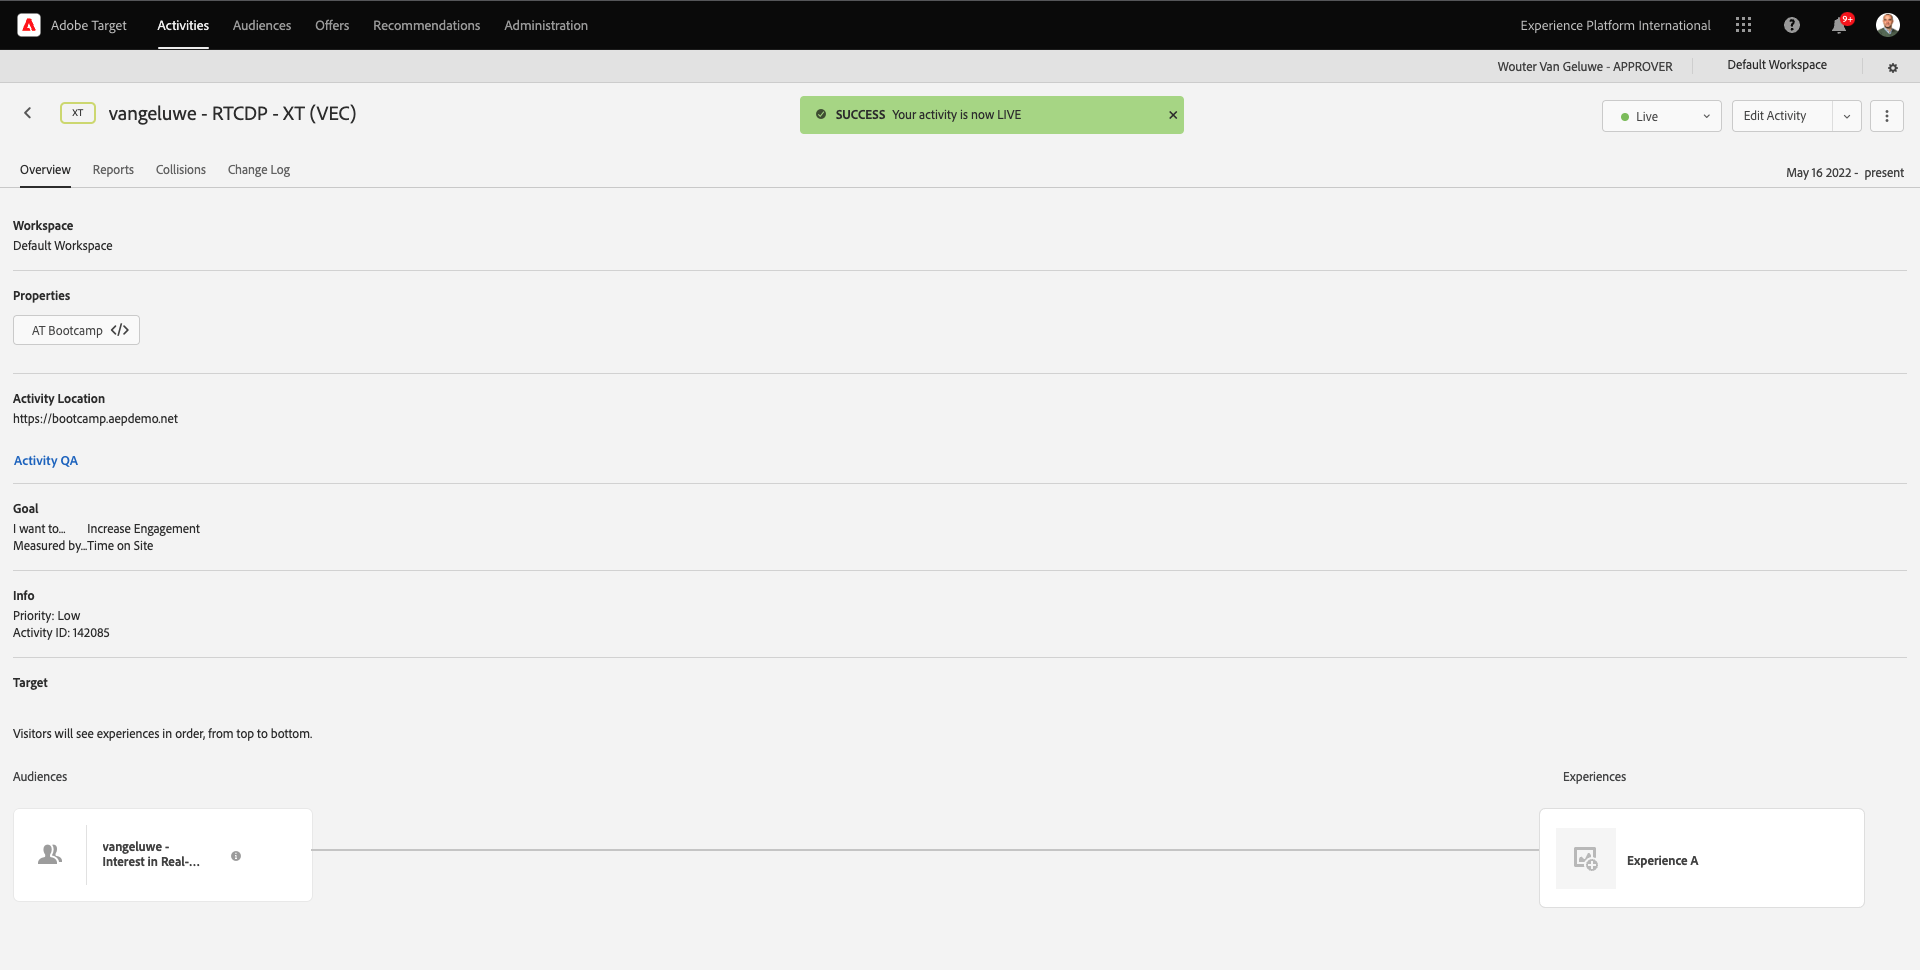 Adobe Target
Activities
Audiences
Offers
Recommendations
Administration
Experience Platform International
9+
Wouter Van Geluwe - APPROVER
Default Workspace
XT
vangeluwe - RTCDP - XT (VEC)
SUCCESS Your activity is now LIVE
Live
Edit Activity
Overview
Reports
Collisions
Change Log
May 16 2022 - present
Workspace
Default Workspace
Properties
AT Bootcamp </>
Activity Location
https://bootcamp.aepdemo.net
Activity QA
Goal
I want to... Increase Engagement
Measured by...Time on Site
Info
Priority: Low
Activity ID: 142085
Target
Visitors will see experiences in order, from top to bottom.
Audiences
Experiences
vangeluwe -
Interest in Real-...
Experience A